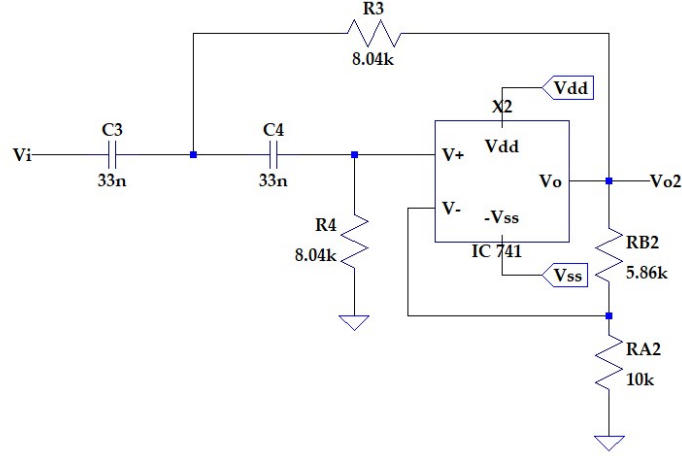 R3
8.04k
Vdd
X2
C3
C4
Vi
33n
33n
V+
Vdd
Vo
Vo2
V-
-Vss
R4
8.04k
IC 741
Vss
RB2
5.86k
RA2
10k